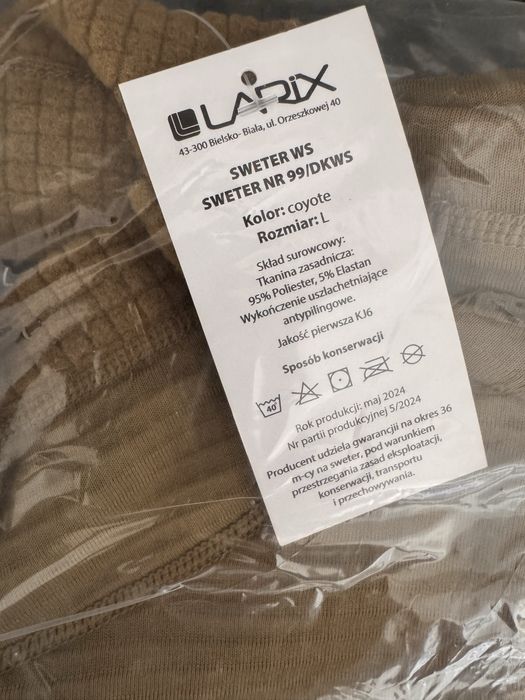 LARIX
43-300 Bielsko- Biała, ul. Orzeszkowej 40
SWETER WS
SWETER NR 99/DKWS
Kolor: coyote
Rozmiar: L
Skład surowcowy:
Tkanina zasadnicza:
95% Poliester, 5% Elastan
Wykończenie uszlachetniające
antypilingowe.
Jakość pierwsza KJ6
Sposób konserwacji
40
Rok produkcji: maj 2024
Nr partii produkcyjnej 5/2024
Producent udziela gwarancji na okres 36
m-cy na sweter, pod warunkiem
przestrzegania zasad eksploatacji,
konserwacji, transportu
i przechowywania.